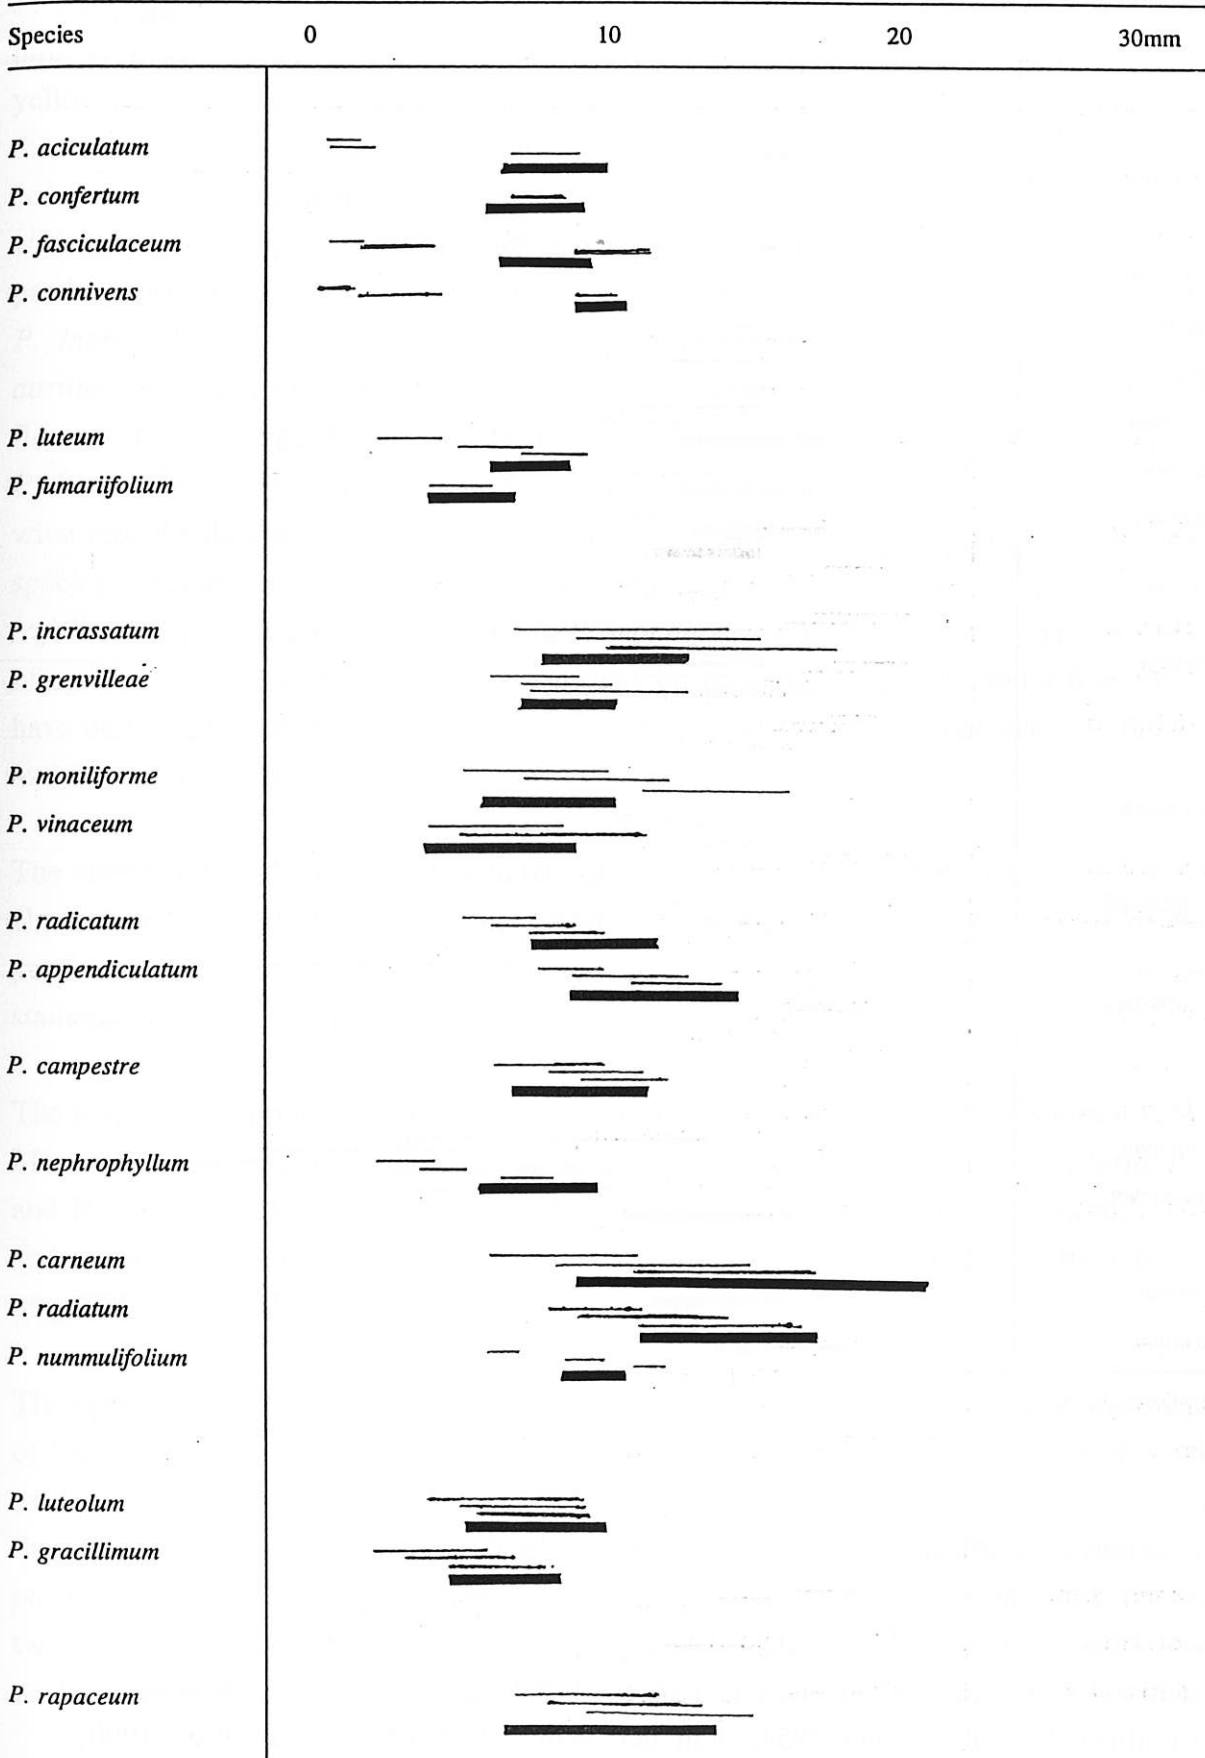 Species 0 10 20 30mm
P. aciculatum
P. confertum
P. fasciculaceum
P. connivens
P. luteum
P. fumariifolium
P. incrassatum
P. grenvilleae
P. moniliforme
P. vinaceum
P. radicatum
P. appendiculatum
P. campestre
P. nephrophyllum
P. carneum
P. radiatum
P. nummulifolium
P. luteolum
P. gracillimum
P. rapaceum